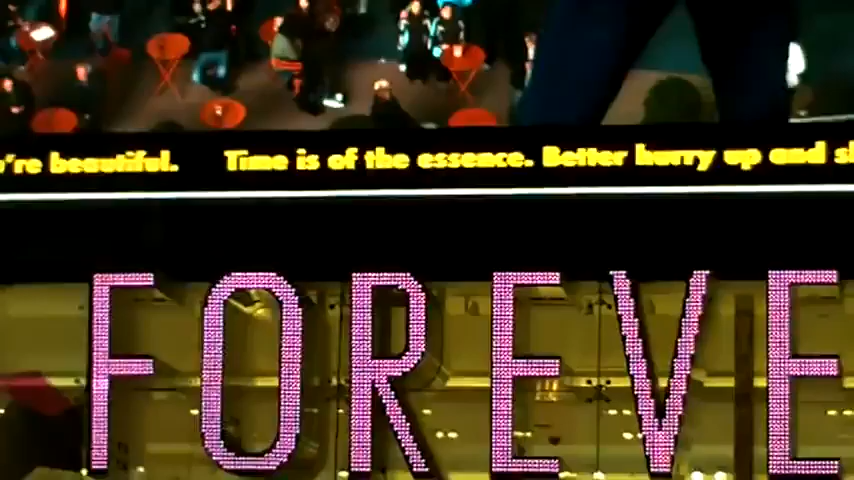 're beautiful. Time is of the essence. Better hurry up and s
FOREVE